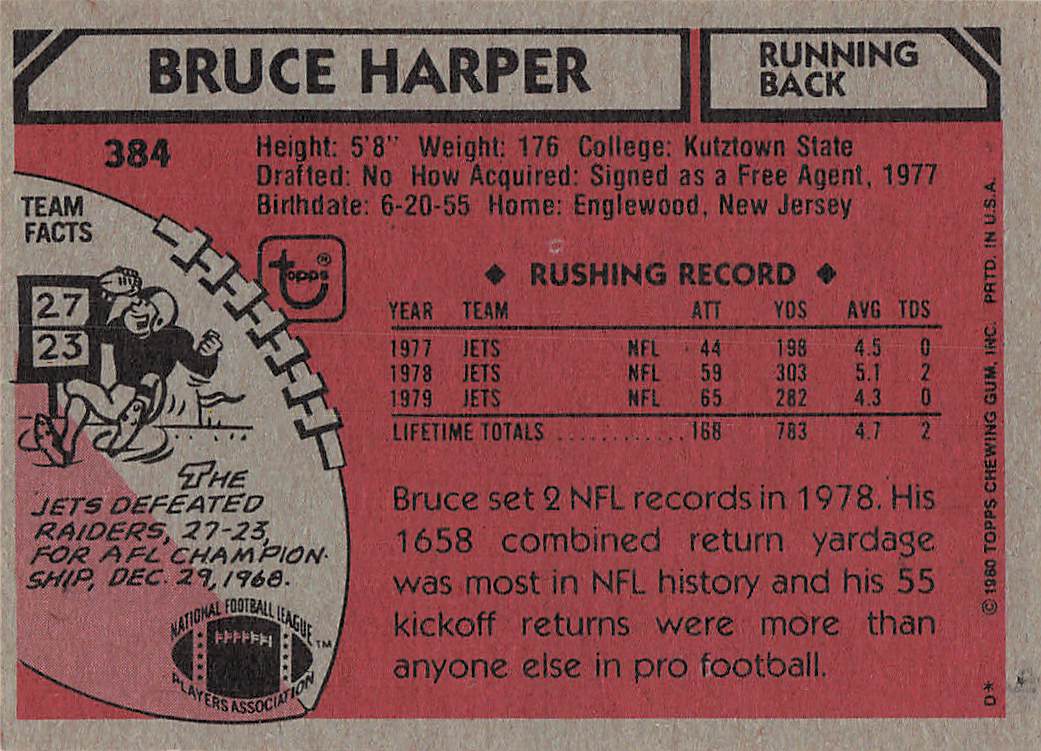 BRUCE HARPER
RUNNING
BACK
384
Height: 5'8" Weight: 176 College: Kutztown State
Drafted: No How Acquired: Signed as a Free Agent, 1977
Birthdate: 6-20-55 Home: Englewood, New Jersey
TEAM
FACTS
27
23
topps®
◆ RUSHING RECORD ◆
YEAR TEAM ATT YDS AVG TDS
1977 JETS NFL 44 198 4.5 0
1978 JETS NFL 59 303 5.1 2
1979 JETS NFL 65 282 4.3 0
LIFETIME TOTALS ............ 168 783 4.7 2
THE
JETS DEFEATED
RAIDERS, 27-23,
FOR AFL CHAMPION-
SHIP, DEC. 29, 1968.
NATIONAL FOOTBALL LEAGUE
PLAYERS ASSOCIATION
TM
Bruce set 2 NFL records in 1978. His
1658 combined return yardage
was most in NFL history and his 55
kickoff returns were more than
anyone else in pro football.
D* © 1980 TOPPS CHEWING GUM, INC. PRTD. IN U.S.A.